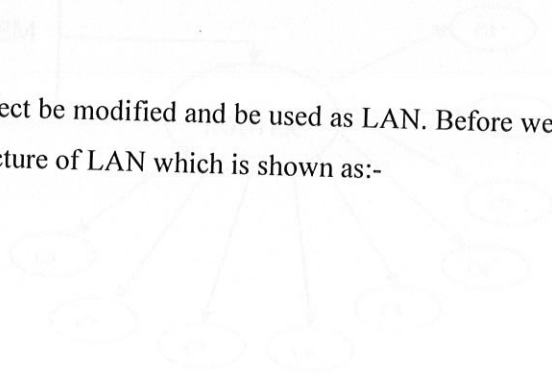 ect be modified and be used as LAN. Before we
cture of LAN which is shown as:-